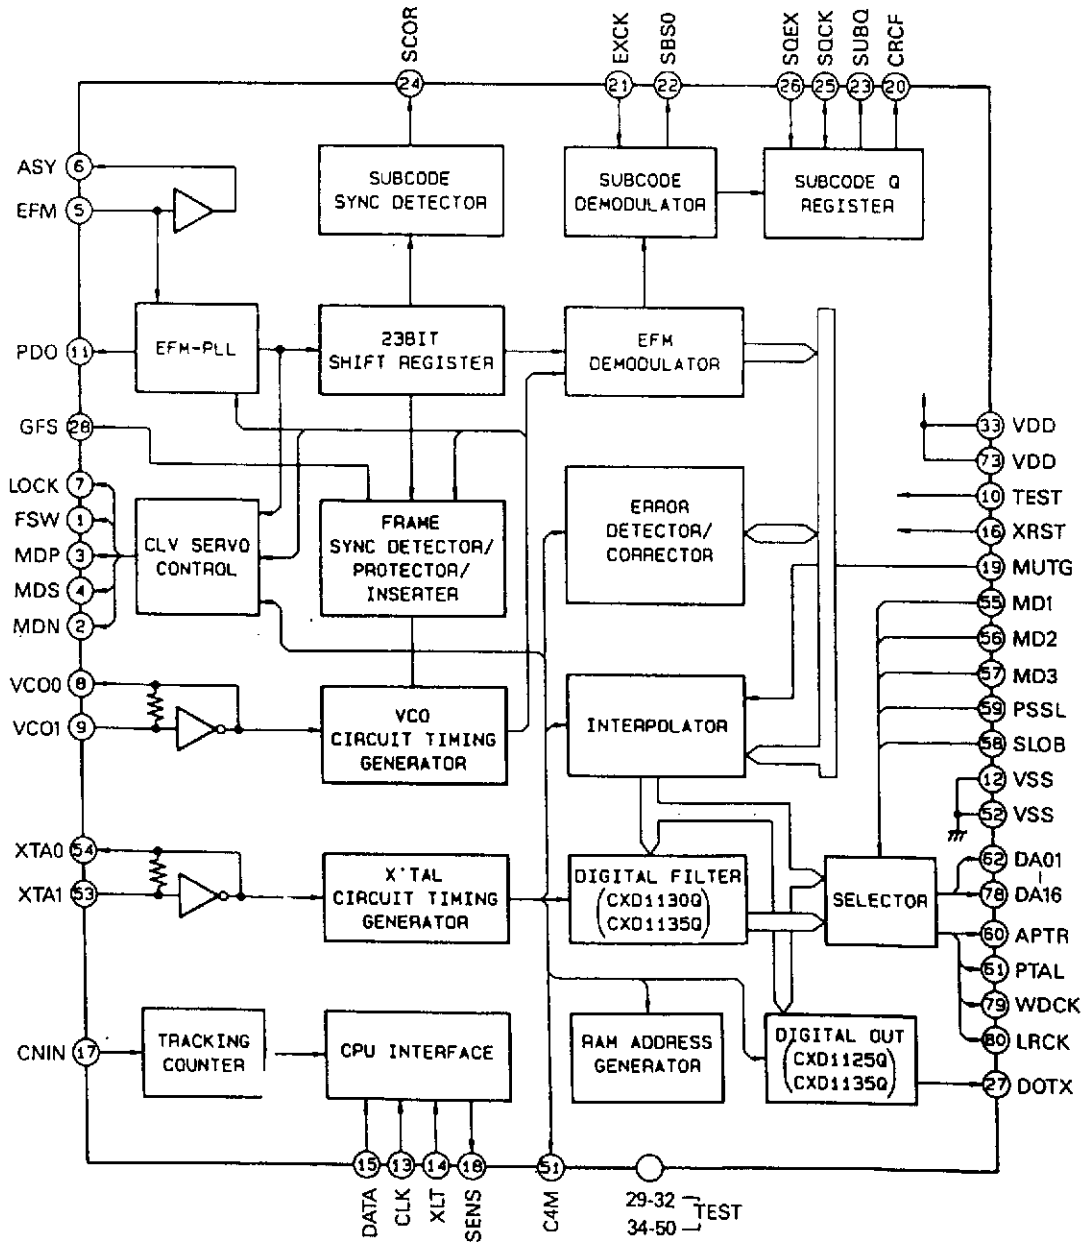 SCOR
EXCK
SBS0
SQEX
SQCK
SUBQ
CRCF
24
21
22
26
25
23
20
ASY 6
EFM 5
SUBCODE
SYNC DETECTOR
SUBCODE
DEMODULATOR
SUBCODE Q
REGISTER
PDO 11
EFM-PLL
23BIT
SHIFT REGISTER
EFM
DEMODULATOR
GFS 28
LOCK 7
FSW 1
MDP 3
MDS 4
MDN 2
CLV SERVO
CONTROL
FRAME
SYNC DETECTOR/
PROTECTOR/
INSERTER
ERROR
DETECTOR/
CORRECTOR
33 VDD
73 VDD
10 TEST
16 XRST
19 MUTG
55 MD1
56 MD2
57 MD3
59 PSSL
58 SLOB
12 VSS
52 VSS
VCO0 8
VCO1 9
VCO
CIRCUIT TIMING
GENERATOR
INTERPOLATOR
XTA0 54
XTA1 53
X'TAL
CIRCUIT TIMING
GENERATOR
DIGITAL FILTER
(CXD1130Q
CXD1135Q)
SELECTOR
62 DA01
78 DA16
60 APTR
61 PTAL
79 WDCK
80 LRCK
27 DOTX
CNIN 17
TRACKING
COUNTER
CPU INTERFACE
RAM ADDRESS
GENERATOR
DIGITAL OUT
(CXD1125Q
CXD1135Q)
15
13
14
18
51
DATA
CLK
XLT
SENS
C4M
29-32
34-50
TEST